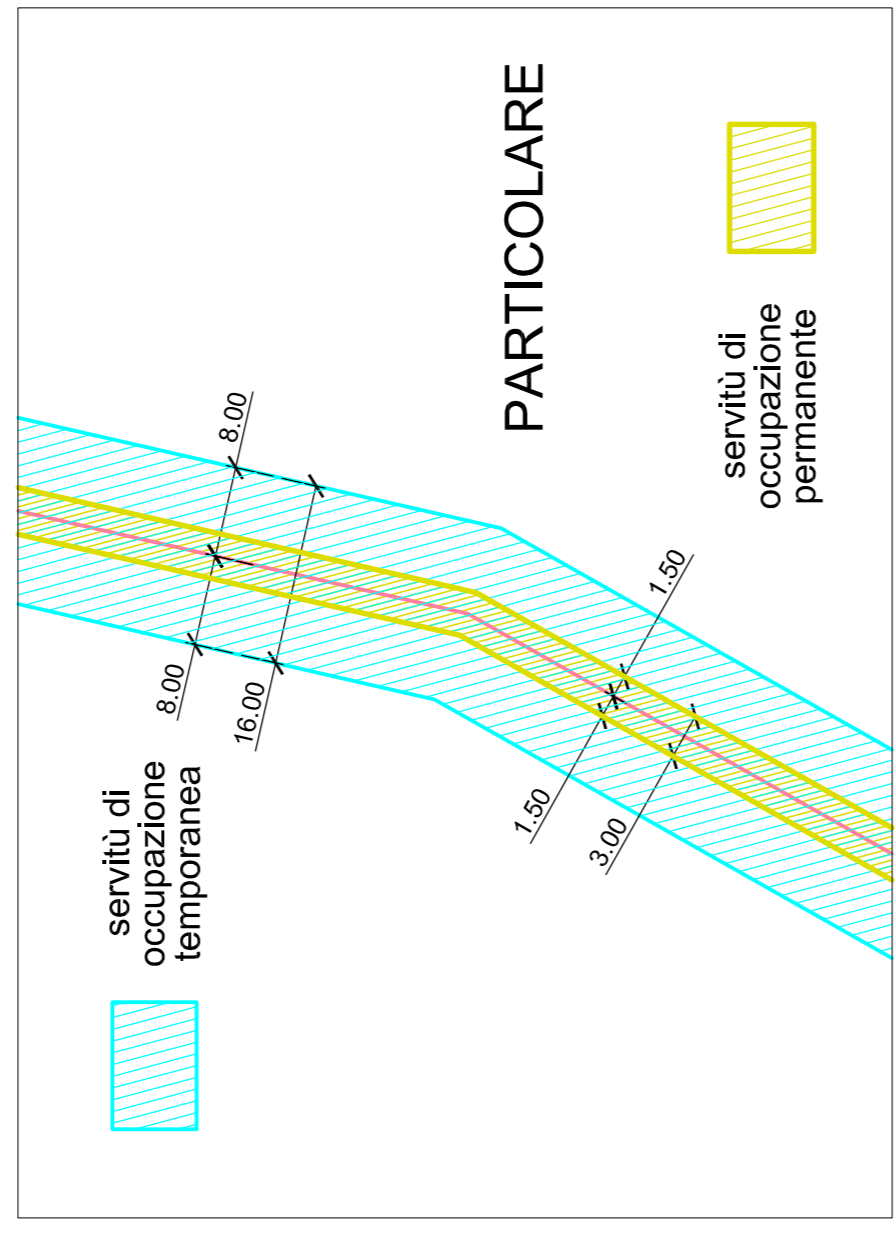 PARTICOLARE
servitù di
occupazione
temporanea
servitù di
occupazione
permanente
8.00
8.00
16.00
1.50
1.50
3.00